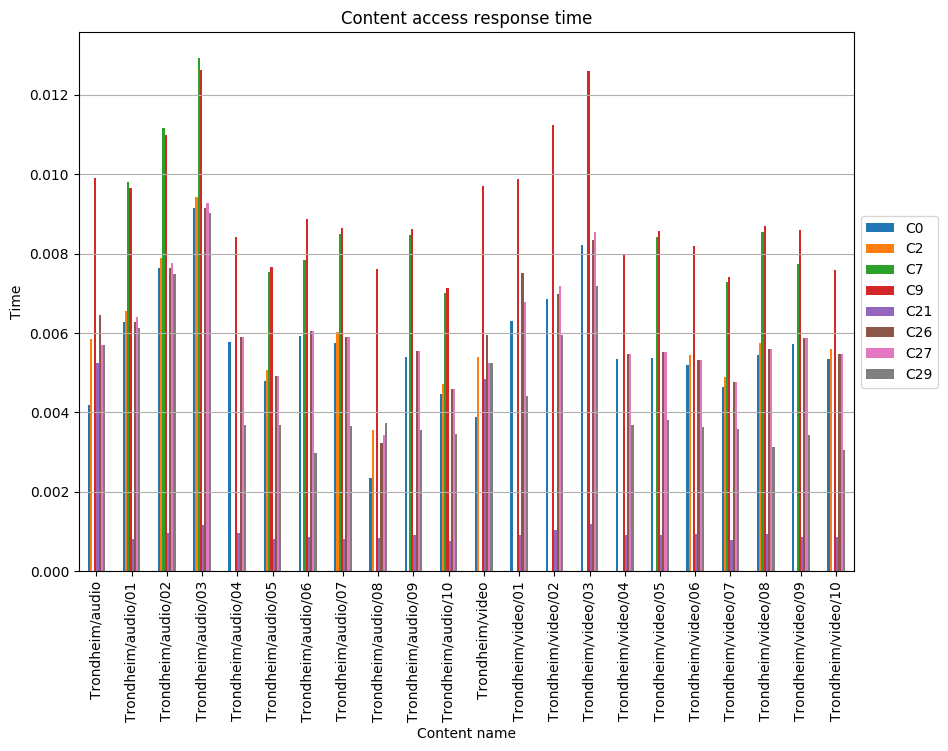 Content access response time
Time
0.012
0.010
0.008
0.006
0.004
0.002
0.000
C0
C2
C7
C9
C21
C26
C27
C29
Trondheim/audio
Trondheim/audio/01
Trondheim/audio/02
Trondheim/audio/03
Trondheim/audio/04
Trondheim/audio/05
Trondheim/audio/06
Trondheim/audio/07
Trondheim/audio/08
Trondheim/audio/09
Trondheim/audio/10
Trondheim/video
Trondheim/video/01
Trondheim/video/02
Trondheim/video/03
Trondheim/video/04
Trondheim/video/05
Trondheim/video/06
Trondheim/video/07
Trondheim/video/08
Trondheim/video/09
Trondheim/video/10
Content name